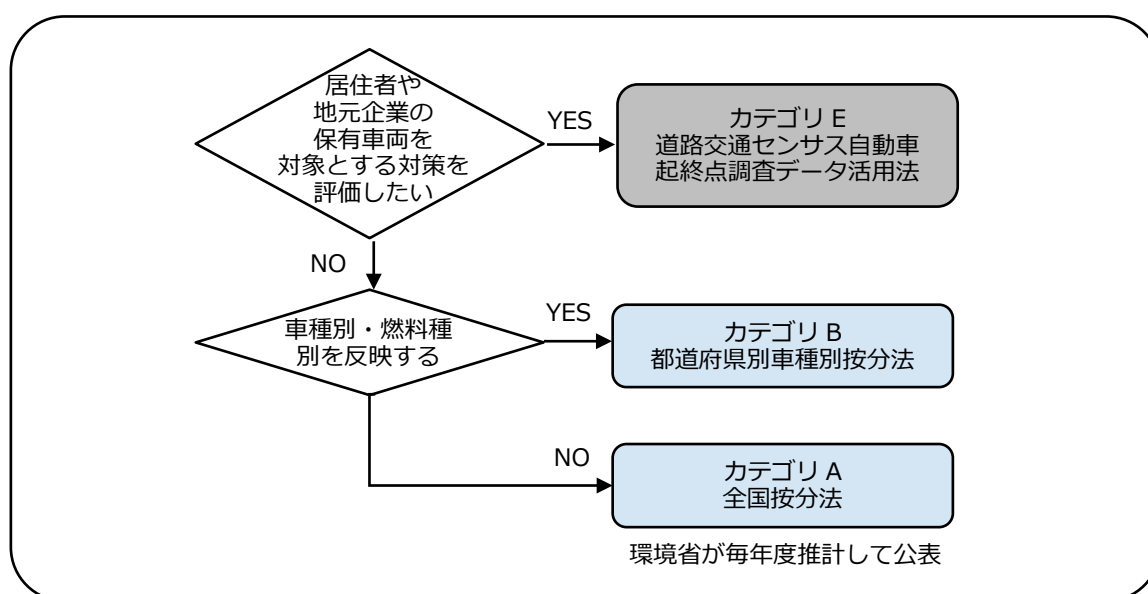 居住者や
地元企業の
保有車両を
対象とする対策を
評価したい
YES
カテゴリ E
道路交通センサス自動車
起終点調査データ活用法
NO
車種別・燃料種
別を反映する
YES
カテゴリ B
都道府県別車種別按分法
NO
カテゴリ A
全国按分法
環境省が毎年度推計して公表